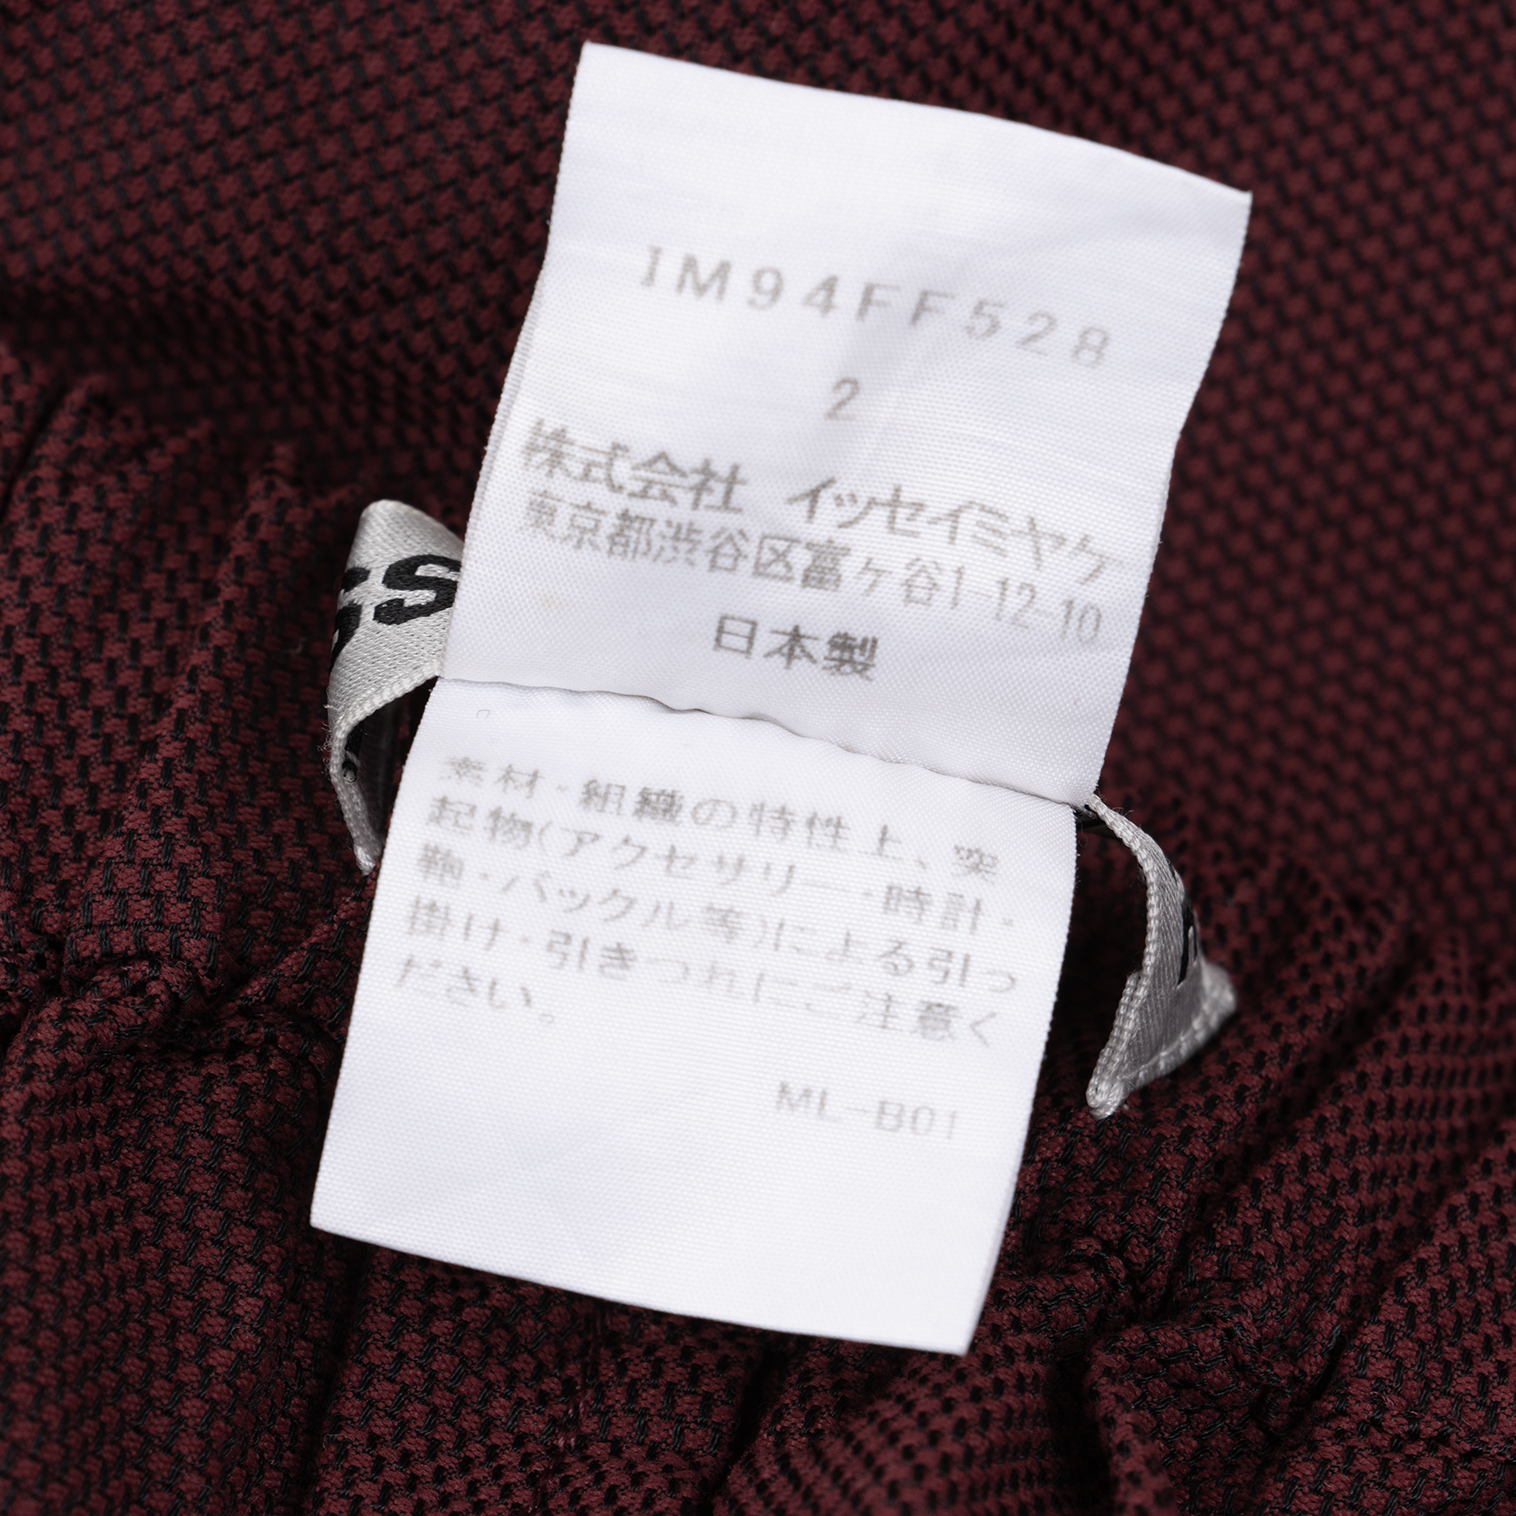 IM94FF528
2
株式会社 イッセイミヤケ
東京都渋谷区富ヶ谷1-12-10
日本製
素材・組織の特性上、突
起物(アクセサリー・時計・
鞄・バックル等)による引っ
掛け・引きつれにご注意く
ださい。
ML-B01